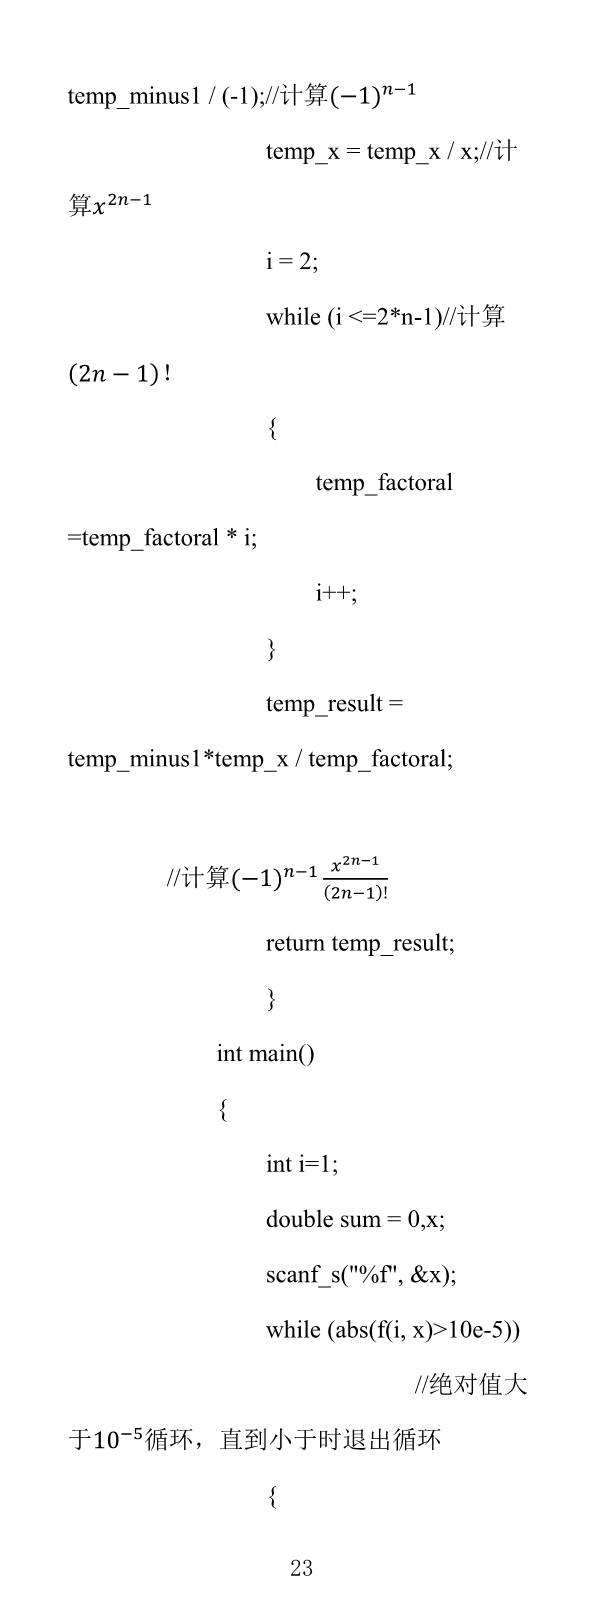 temp_minus1 / (-1);//计算(−1)^{n−1}
temp_x = temp_x / x;//计
算x^{2n−1}
i = 2;
while (i <=2*n-1)//计算
(2n − 1)!
{
temp_factoral
=temp_factoral * i;
i++;
}
temp_result =
temp_minus1*temp_x / temp_factoral;
//计算(−1)^{n−1} \frac{x^{2n−1}}{(2n−1)!}
return temp_result;
}
int main()
{
int i=1;
double sum = 0,x;
scanf_s("%f", &x);
while (abs(f(i, x)>10e-5))
//绝对值大
于10^{−5}循环，直到小于时退出循环
{
23